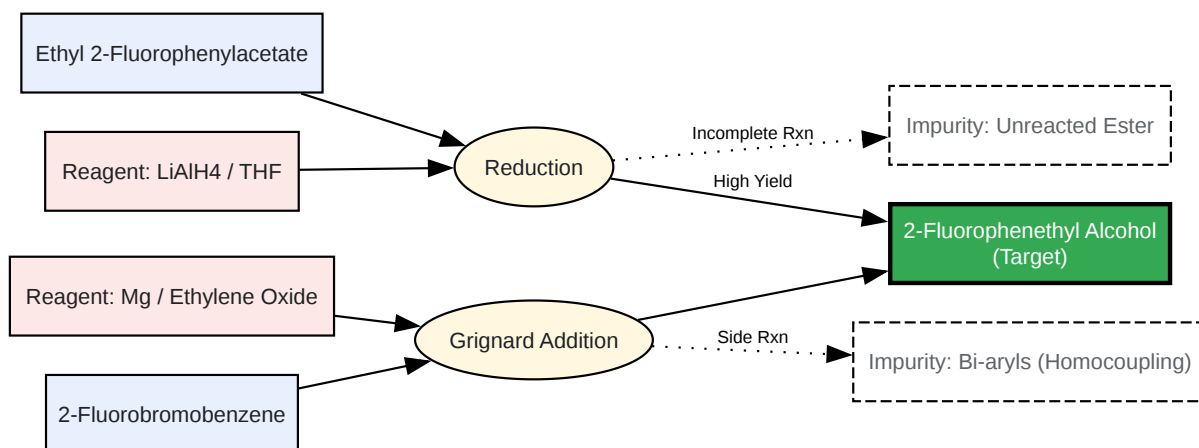 Ethyl 2-Fluorophenylacetate
Reagent: LiAlH4 / THF
Reduction
Incomplete Rxn
High Yield
Impurity: Unreacted Ester
2-Fluorophenethyl Alcohol
(Target)
Reagent: Mg / Ethylene Oxide
Grignard Addition
Side Rxn
Impurity: Bi-aryls (Homocoupling)
2-Fluorobromobenzene